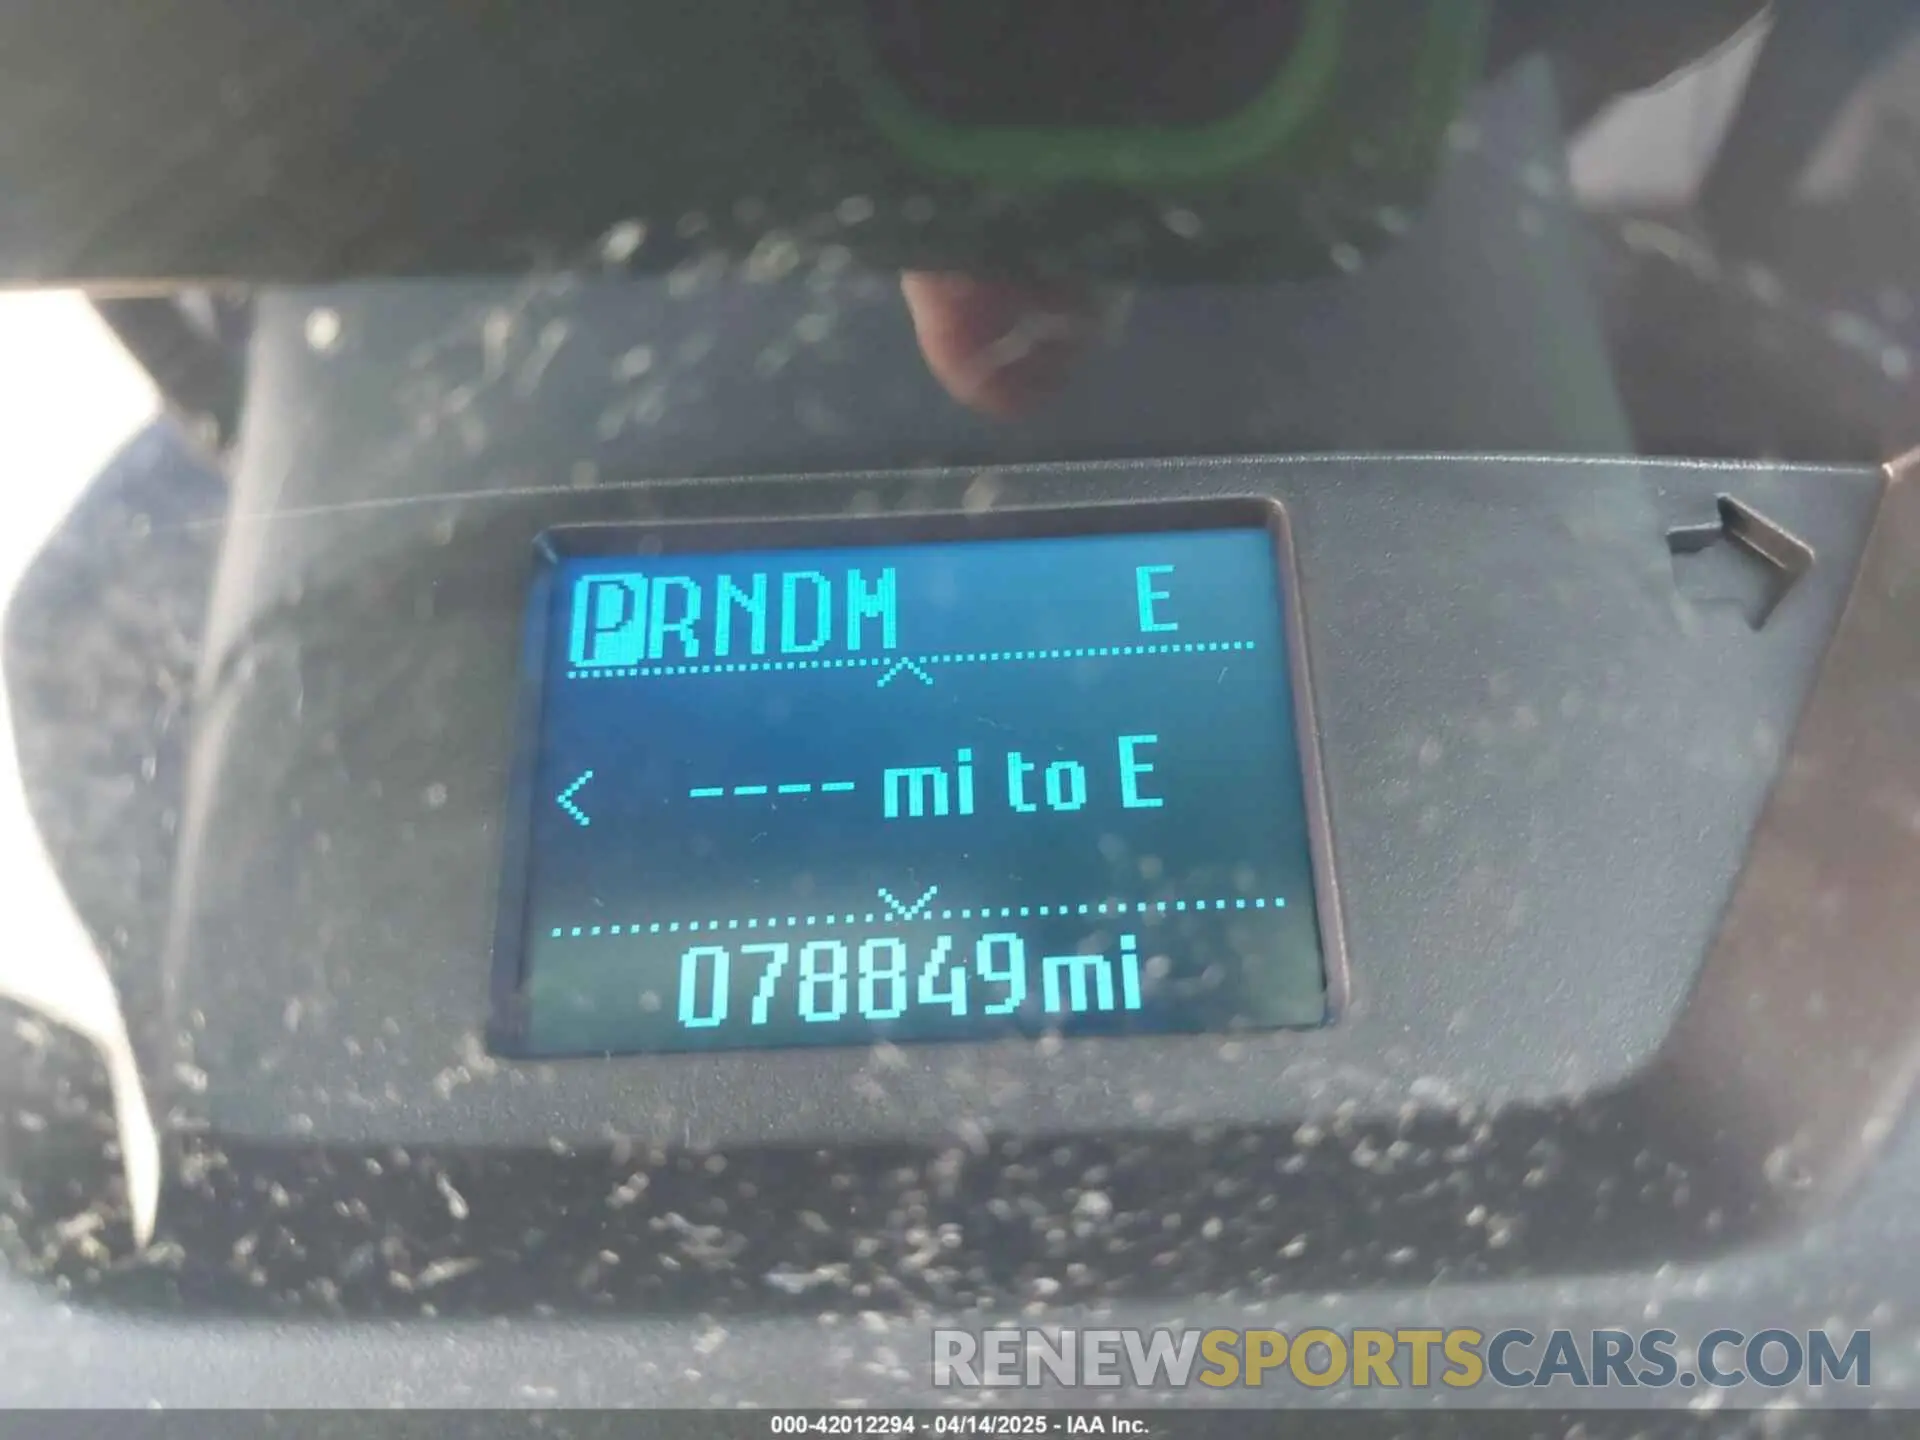 PRNDM E
---- mi to E
078849mi
RENEWSPORTSCARS.COM
000-42012294 - 04/14/2025 - IAA Inc.